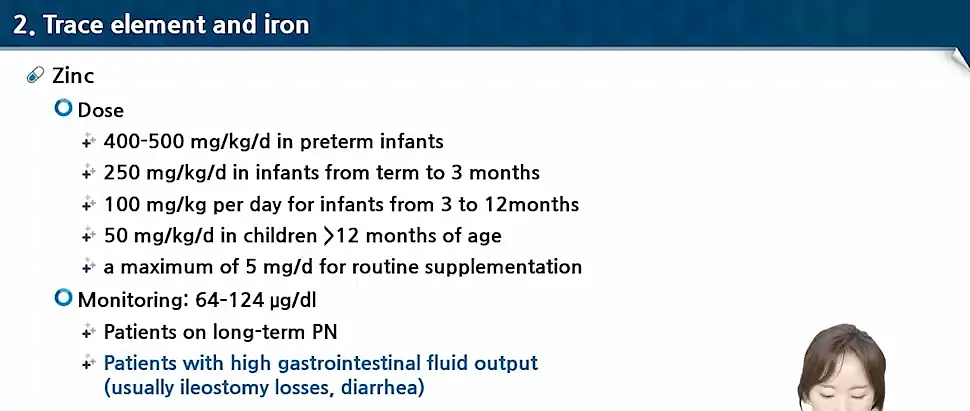 2. Trace element and iron
Zinc
Dose
400-500 mg/kg/d in preterm infants
250 mg/kg/d in infants from term to 3 months
100 mg/kg per day for infants from 3 to 12months
50 mg/kg/d in children >12 months of age
a maximum of 5 mg/d for routine supplementation
Monitoring: 64-124 μg/dl
Patients on long-term PN
Patients with high gastrointestinal fluid output
(usually ileostomy losses, diarrhea)